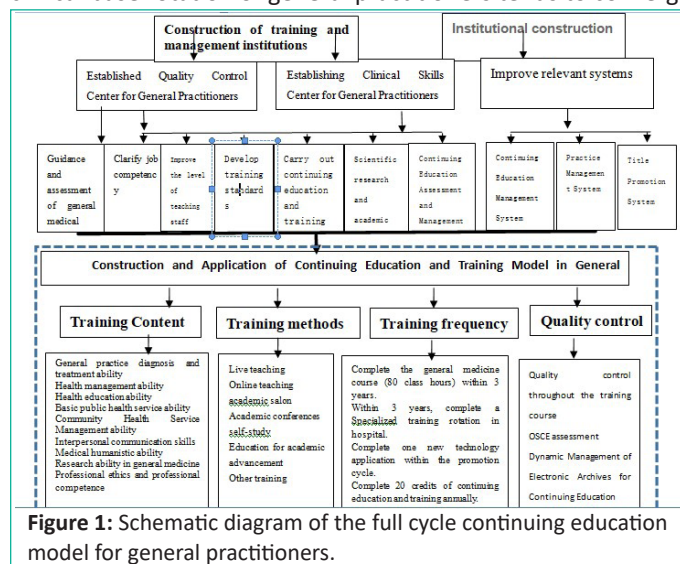 Construction of training and
management institutions
Institutional construction
Established Quality Control
Center for General Practitioners
Establishing Clinical Skills
Center for General Practitioners
Improve relevant systems
Guidance
and
assessment
of general
medical
Clarify job
competenc
y
Improve
the level
of
teaching
staff
Develop
training
standard
s
Carry out
continuing
education
and
training
Scientific
research
and
academic
Continuing
Education
Assessment
and
Management
Continuing
Education
Management
System
Practice
Managemen
t System
Title
Promotion
System
Construction and Application of Continuing Education and Training Model in General
Training Content
Training methods
Training frequency
Quality control
General practice diagnosis and
treatment ability
Health management ability
Health education ability
Basic public health service ability
Community Health Service
Management ability
Interpersonal communication skills
Medical humanistic ability
Research ability in general medicine
Professional ethics and professional
competence
Live teaching
Online teaching
academic salon
Academic conferences
self-study
Education for academic
advancement
Other training
Complete the general medicine
course (80 class hours) within 3
years.
Within 3 years, complete a
Specialized training rotation in
hospital.
Complete one new technology
application within the promotion
cycle.
Complete 20 credits of continuing
education and training annually.
Quality control
throughout the training
course
OSCE assessment
Dynamic Management of
Electronic Archives for
Continuing Education
Figure 1: Schematic diagram of the full cycle continuing education
model for general practitioners.